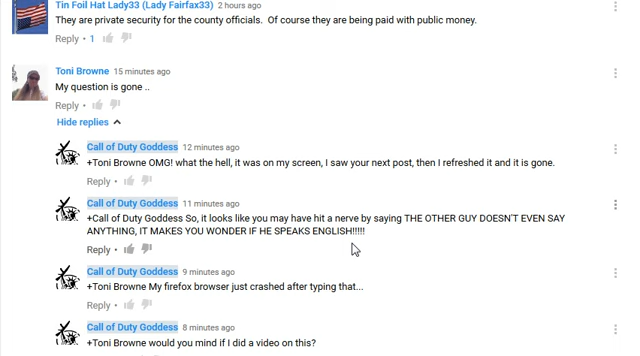 Tin Foil Hat Lady33 (Lady Fairfax33) 2 hours ago
They are private security for the county officials. Of course they are being paid with public money.
Reply • 1
Toni Browne 15 minutes ago
My question is gone ..
Reply •
Hide replies
Call of Duty Goddess 12 minutes ago
+Toni Browne OMG! what the hell, it was on my screen, I saw your next post, then I refreshed it and it is gone.
Reply •
Call of Duty Goddess 11 minutes ago
+Call of Duty Goddess So, it looks like you may have hit a nerve by saying THE OTHER GUY DOESN'T EVEN SAY
ANYTHING, IT MAKES YOU WONDER IF HE SPEAKS ENGLISH!!!!!
Reply •
Call of Duty Goddess 9 minutes ago
+Toni Browne My firefox browser just crashed after typing that...
Reply •
Call of Duty Goddess 8 minutes ago
+Toni Browne would you mind if I did a video on this?